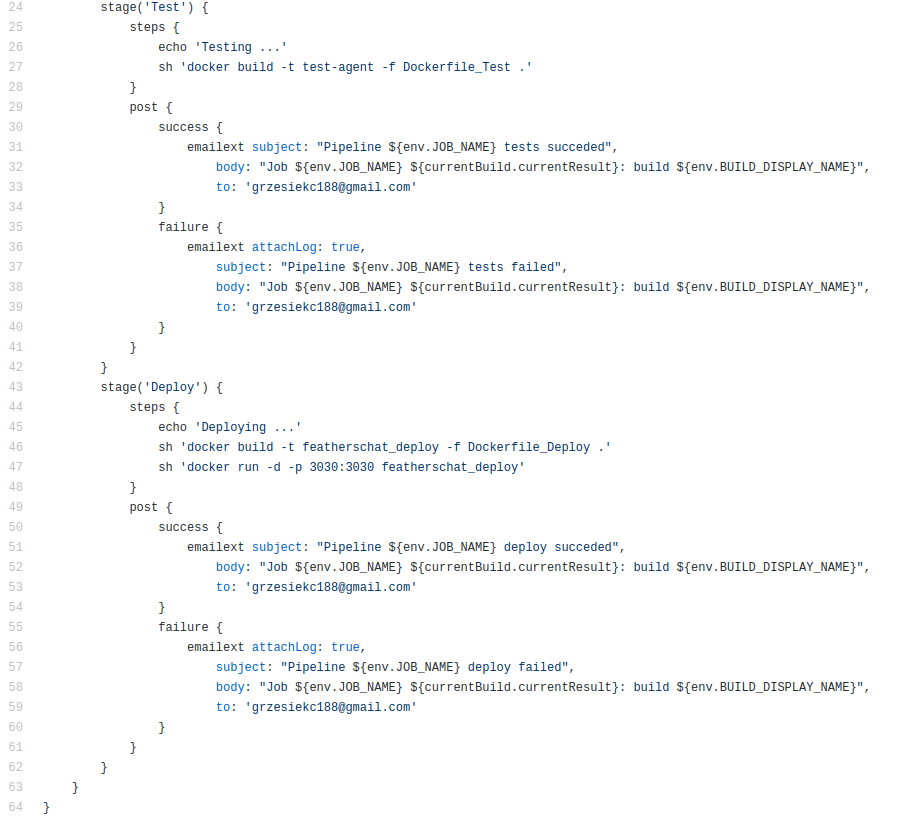 24 stage('Test') {
25 steps {
26 echo 'Testing ...'
27 sh 'docker build -t test-agent -f Dockerfile_Test .'
28 }
29 post {
30 success {
31 emailext subject: "Pipeline ${env.JOB_NAME} tests succeded",
32 body: "Job ${env.JOB_NAME} ${currentBuild.currentResult}: build ${env.BUILD_DISPLAY_NAME}",
33 to: 'grzesiekc188@gmail.com'
34 }
35 failure {
36 emailext attachLog: true,
37 subject: "Pipeline ${env.JOB_NAME} tests failed",
38 body: "Job ${env.JOB_NAME} ${currentBuild.currentResult}: build ${env.BUILD_DISPLAY_NAME}",
39 to: 'grzesiekc188@gmail.com'
40 }
41 }
42 }
43 stage('Deploy') {
44 steps {
45 echo 'Deploying ...'
46 sh 'docker build -t featherschat_deploy -f Dockerfile_Deploy .'
47 sh 'docker run -d -p 3030:3030 featherschat_deploy'
48 }
49 post {
50 success {
51 emailext subject: "Pipeline ${env.JOB_NAME} deploy succeded",
52 body: "Job ${env.JOB_NAME} ${currentBuild.currentResult}: build ${env.BUILD_DISPLAY_NAME}",
53 to: 'grzesiekc188@gmail.com'
54 }
55 failure {
56 emailext attachLog: true,
57 subject: "Pipeline ${env.JOB_NAME} deploy failed",
58 body: "Job ${env.JOB_NAME} ${currentBuild.currentResult}: build ${env.BUILD_DISPLAY_NAME}",
59 to: 'grzesiekc188@gmail.com'
60 }
61 }
62 }
63 }
64 }